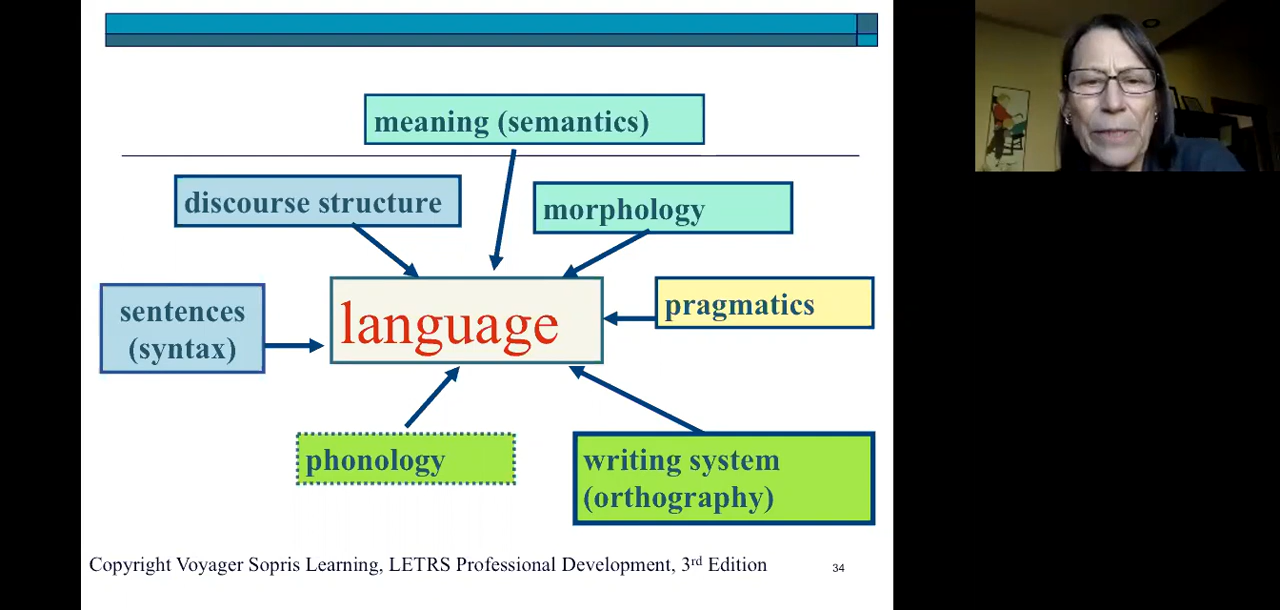 meaning (semantics)
discourse structure
morphology
sentences
(syntax)
language
pragmatics
phonology
writing system
(orthography)
Copyright Voyager Sopris Learning, LETRS Professional Development, 3rd Edition
34